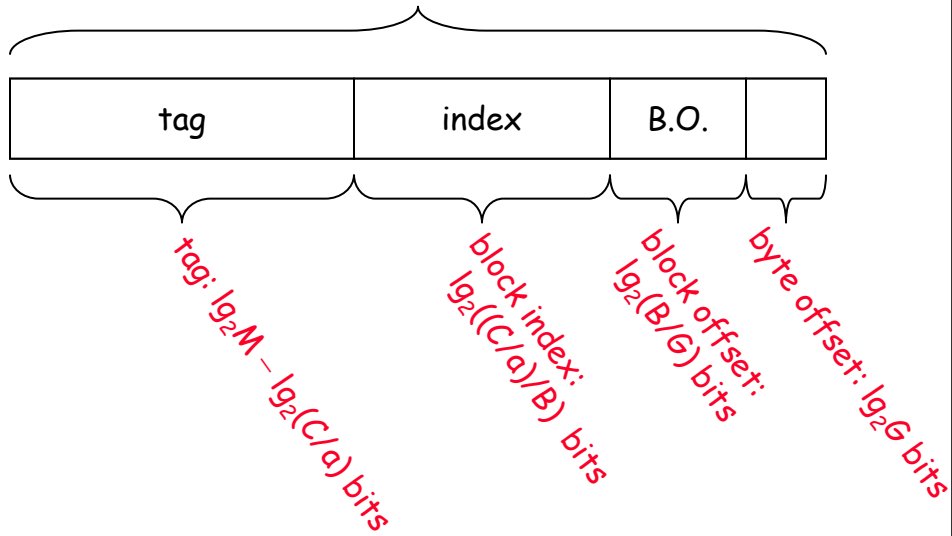 tag
index
B.O.
tag: lg₂M – lg₂(C/a) bits
block index:
lg₂((C/a)/B) bits
block offset:
lg₂(B/G) bits
byte offset: lg₂G bits